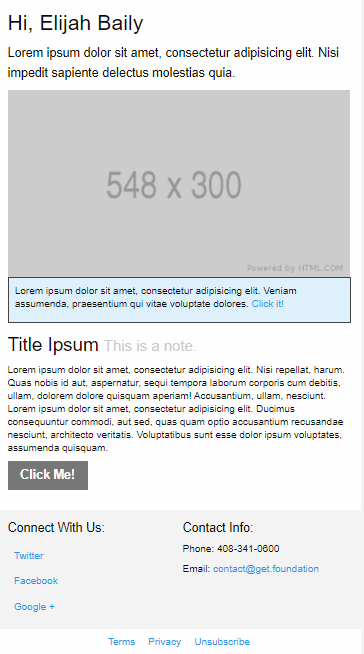 Hi, Elijah Baily
Lorem ipsum dolor sit amet, consectetur adipisicing elit. Nisi
impedit sapiente delectus molestias quia.
548 x 300
Powered by HTML.COM
Lorem ipsum dolor sit amet, consectetur adipisicing elit. Veniam
assumenda, praesentium qui vitae voluptate dolores. Click it!
Title Ipsum This is a note.
Lorem ipsum dolor sit amet, consectetur adipisicing elit. Nisi repellat, harum.
Quas nobis id aut, aspernatur, sequi tempora laborum corporis cum debitis,
ullam, dolorem dolore quisquam aperiam! Accusantium, ullam, nesciunt.
Lorem ipsum dolor sit amet, consectetur adipisicing elit. Ducimus
consequuntur commodi, aut sed, quas quam optio accusantium recusandae
nesciunt, architecto veritatis. Voluptatibus sunt esse dolor ipsum voluptates,
assumenda quisquam.
Click Me!
Connect With Us:
Twitter
Facebook
Google +
Contact Info:
Phone: 408-341-0600
Email: contact@get.foundation
Terms Privacy Unsubscribe